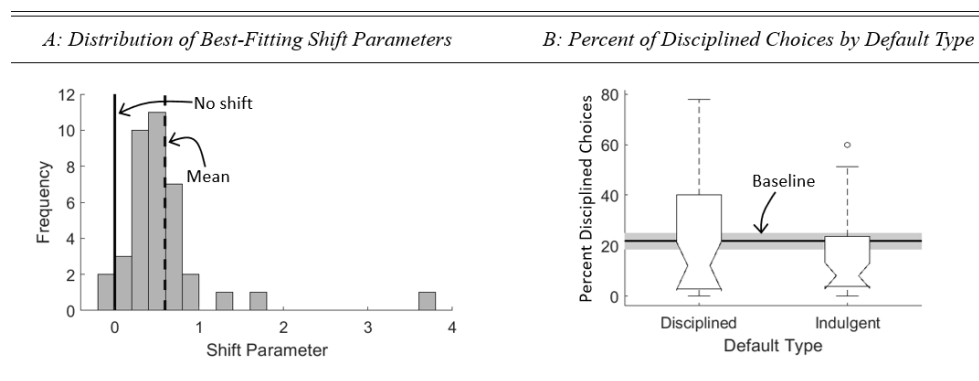 A: Distribution of Best-Fitting Shift Parameters
B: Percent of Disciplined Choices by Default Type
12
10
8
6
4
2
0
Frequency
No shift
Mean
0
1
2
3
4
Shift Parameter
80
60
40
20
0
Percent Disciplined Choices
Baseline
Disciplined
Indulgent
Default Type